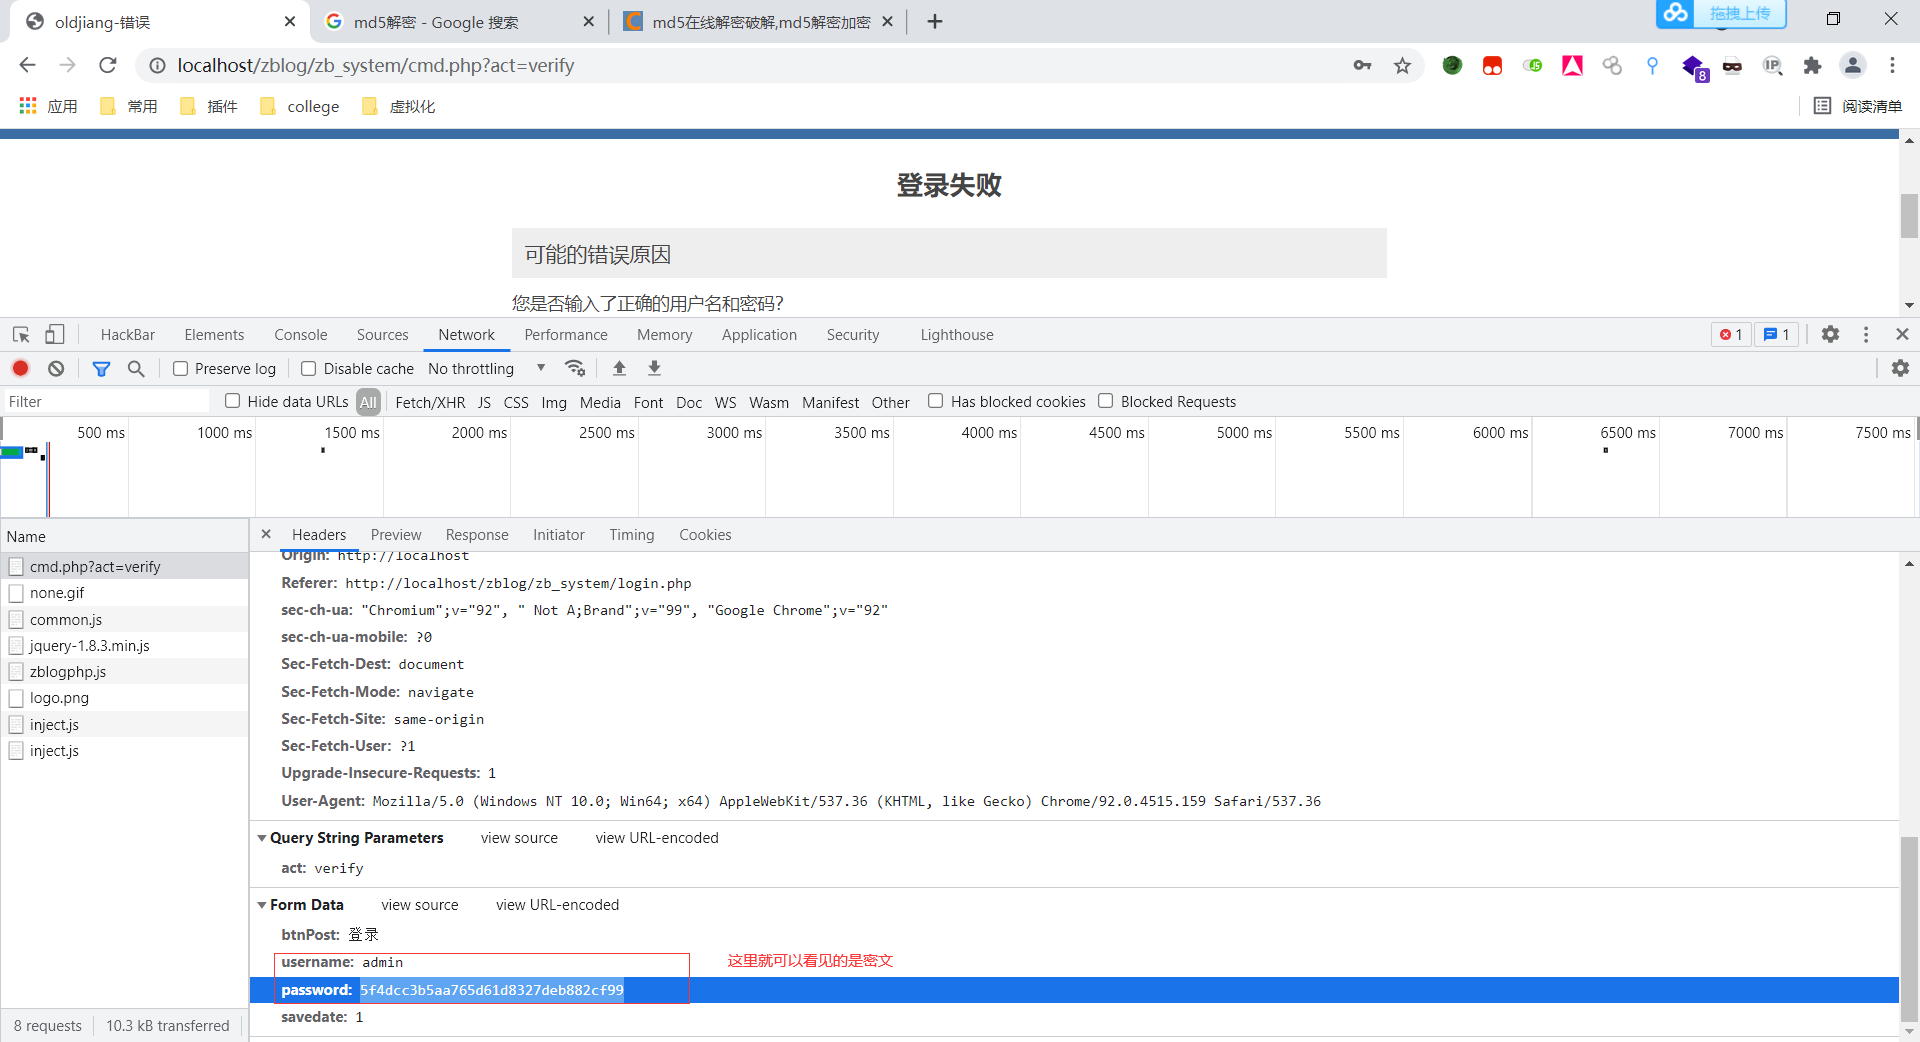 oldjiang-错误
md5解密 - Google 搜索
md5在线解密破解,md5解密加密
拖拽上传
localhost/zblog/zb_system/cmd.php?act=verify
8
IP
应用
常用
插件
college
虚拟化
阅读清单
登录失败
可能的错误原因
您是否输入了正确的用户名和密码?
HackBar Elements Console Sources Network Performance Memory Application Security Lighthouse
1 1
Preserve log Disable cache No throttling
Filter Hide data URLs All Fetch/XHR JS CSS Img Media Font Doc WS Wasm Manifest Other Has blocked cookies Blocked Requests
500 ms 1000 ms 1500 ms 2000 ms 2500 ms 3000 ms 3500 ms 4000 ms 4500 ms 5000 ms 5500 ms 6000 ms 6500 ms 7000 ms 7500 ms
Name
cmd.php?act=verify
none.gif
common.js
jquery-1.8.3.min.js
zblogphp.js
logo.png
inject.js
inject.js
8 requests 10.3 kB transferred
Headers Preview Response Initiator Timing Cookies
Origin: http://localhost
Referer: http://localhost/zblog/zb_system/login.php
sec-ch-ua: "Chromium";v="92", " Not A;Brand";v="99", "Google Chrome";v="92"
sec-ch-ua-mobile: ?0
Sec-Fetch-Dest: document
Sec-Fetch-Mode: navigate
Sec-Fetch-Site: same-origin
Sec-Fetch-User: ?1
Upgrade-Insecure-Requests: 1
User-Agent: Mozilla/5.0 (Windows NT 10.0; Win64; x64) AppleWebKit/537.36 (KHTML, like Gecko) Chrome/92.0.4515.159 Safari/537.36
Query String Parameters view source view URL-encoded
act: verify
Form Data view source view URL-encoded
btnPost: 登录
username: admin
这里就可以看见的是密文
password: 5f4dcc3b5aa765d61d8327deb882cf99
savedate: 1